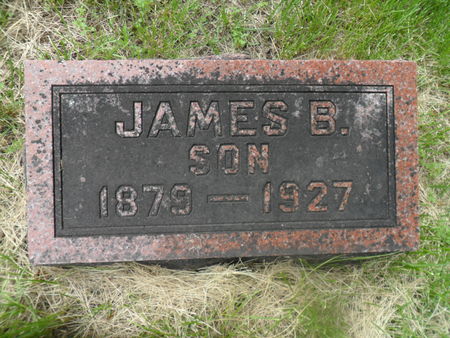 JAMES B.
SON
1879 — 1927